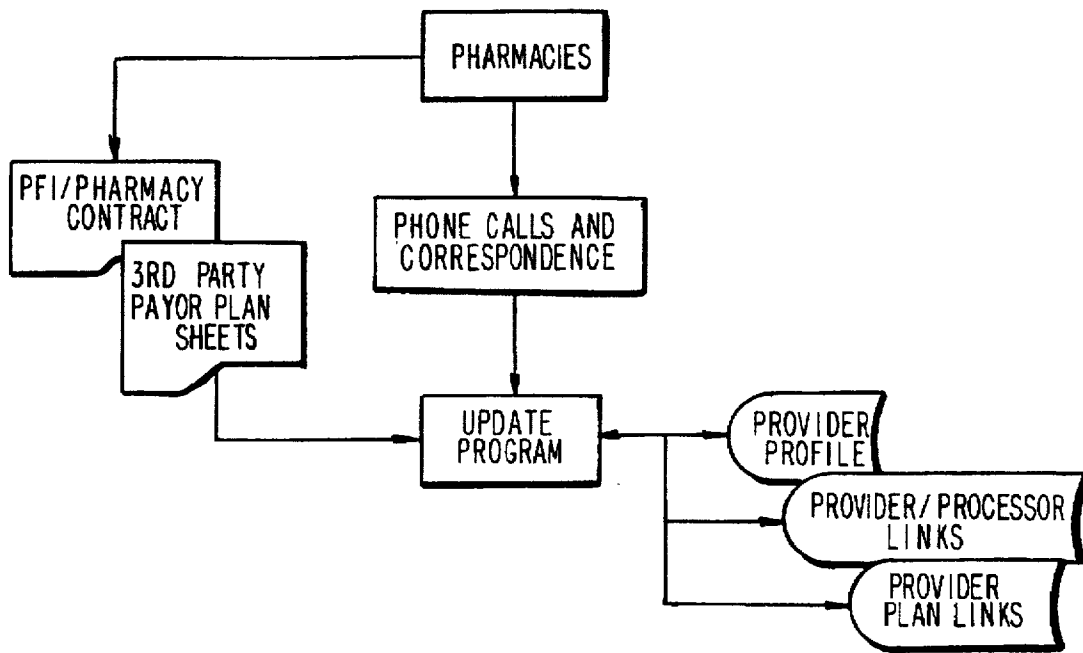 PHARMACIES
PFI/PHARMACY
CONTRACT
3RD PARTY
PAYOR PLAN
SHEETS
PHONE CALLS AND
CORRESPONDENCE
UPDATE
PROGRAM
PROVIDER
PROFILE
PROVIDER/PROCESSOR
LINKS
PROVIDER
PLAN LINKS